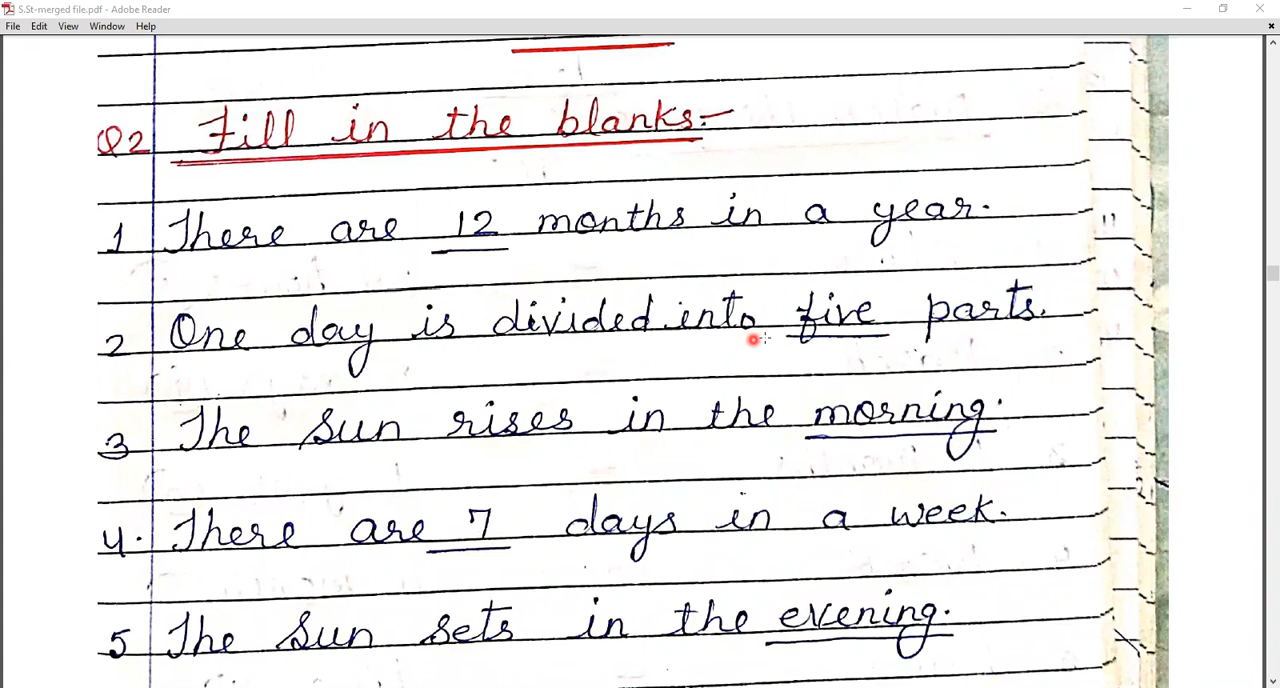 S.St-merged file.pdf - Adobe Reader
File Edit View Window Help
Q2 Fill in the blanks:-
1 There are 12 months in a year.
2 One day is divided into five parts.
3 The Sun rises in the morning.
4. There are 7 days in a week.
5 The Sun sets in the evening.